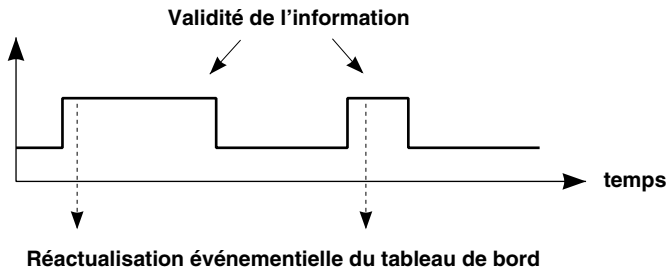 Validité de l'information
temps
Réactualisation événementielle du tableau de bord